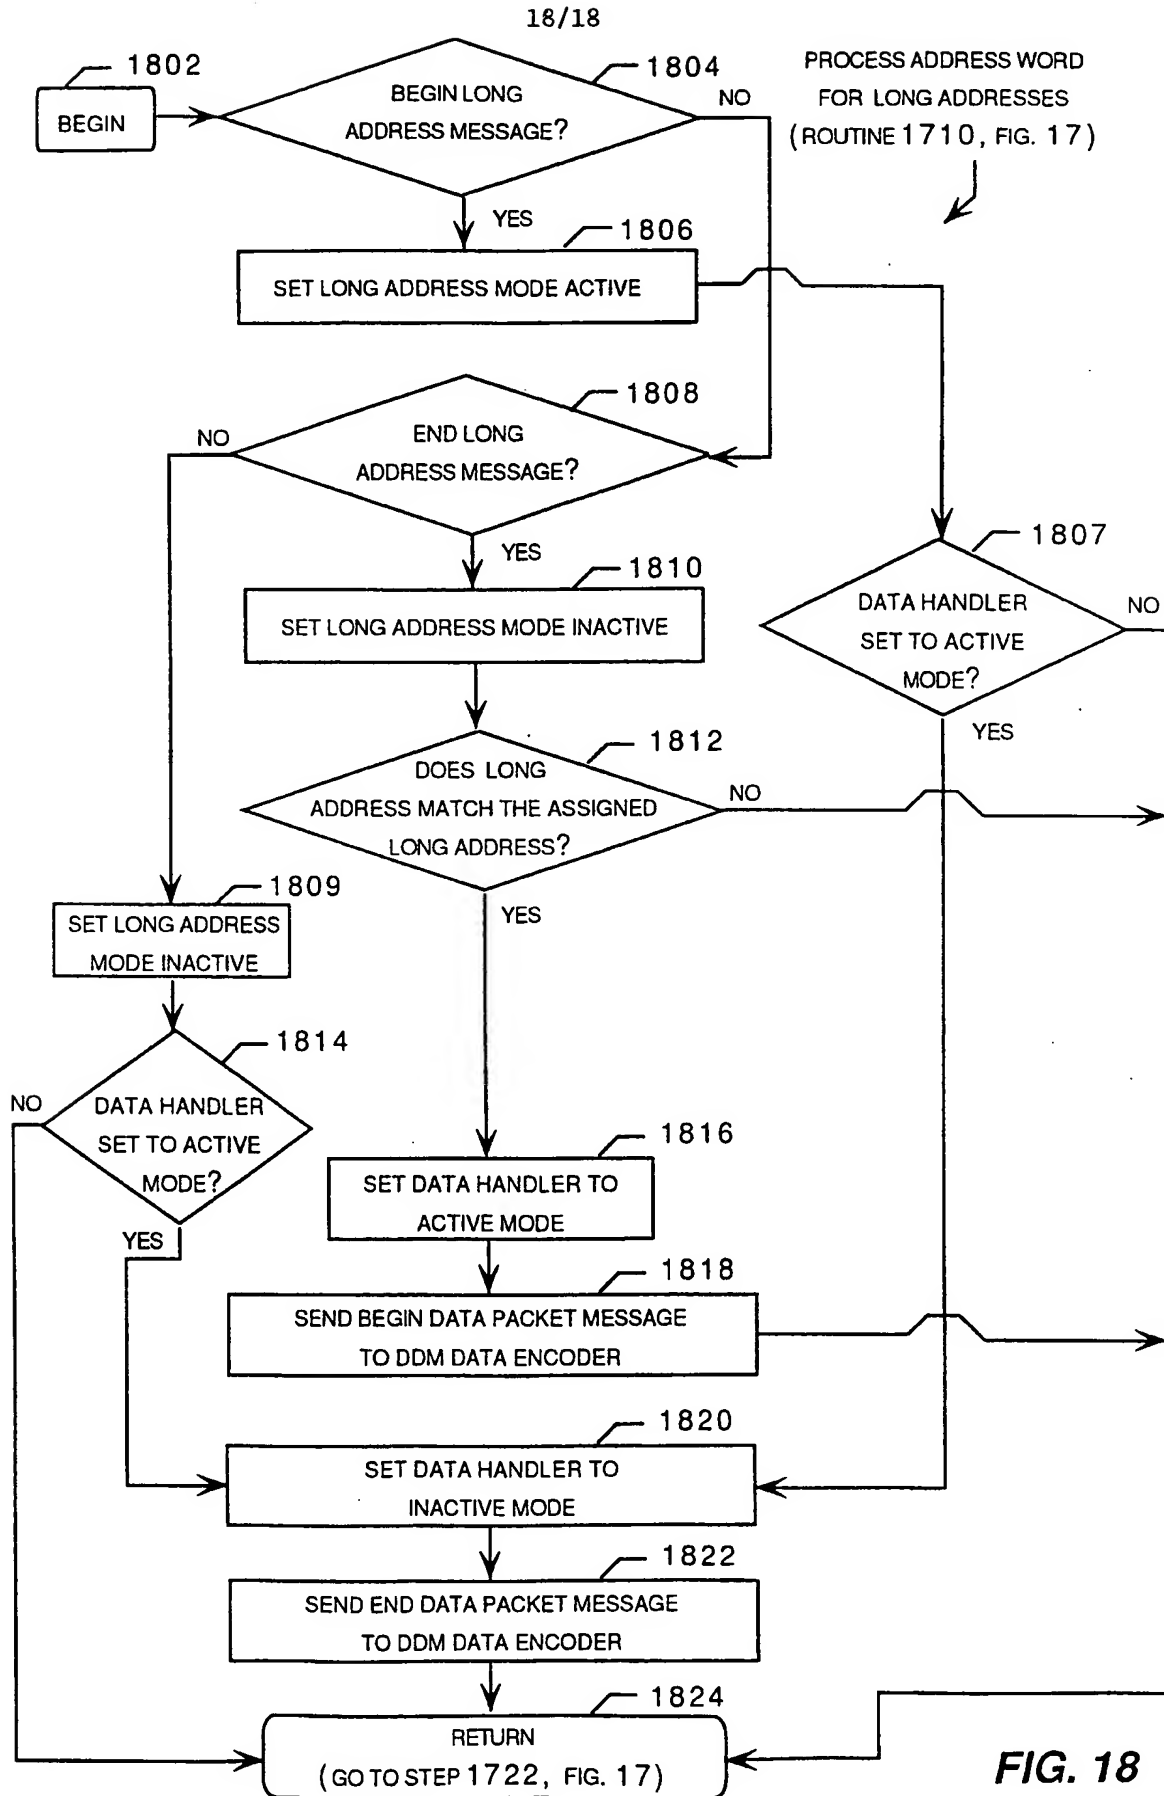 18/18
1802
BEGIN
1804
BEGIN LONG
ADDRESS MESSAGE?
NO
YES
PROCESS ADDRESS WORD
FOR LONG ADDRESSES
(ROUTINE 1710, FIG. 17)
1806
SET LONG ADDRESS MODE ACTIVE
1808
END LONG
ADDRESS MESSAGE?
NO
YES
1807
DATA HANDLER
SET TO ACTIVE
MODE?
NO
YES
1810
SET LONG ADDRESS MODE INACTIVE
1812
DOES LONG
ADDRESS MATCH THE ASSIGNED
LONG ADDRESS?
NO
YES
1809
SET LONG ADDRESS
MODE INACTIVE
1814
DATA HANDLER
SET TO ACTIVE
MODE?
NO
YES
1816
SET DATA HANDLER TO
ACTIVE MODE
1818
SEND BEGIN DATA PACKET MESSAGE
TO DDM DATA ENCODER
1820
SET DATA HANDLER TO
INACTIVE MODE
1822
SEND END DATA PACKET MESSAGE
TO DDM DATA ENCODER
1824
RETURN
(GO TO STEP 1722, FIG. 17)
FIG. 18